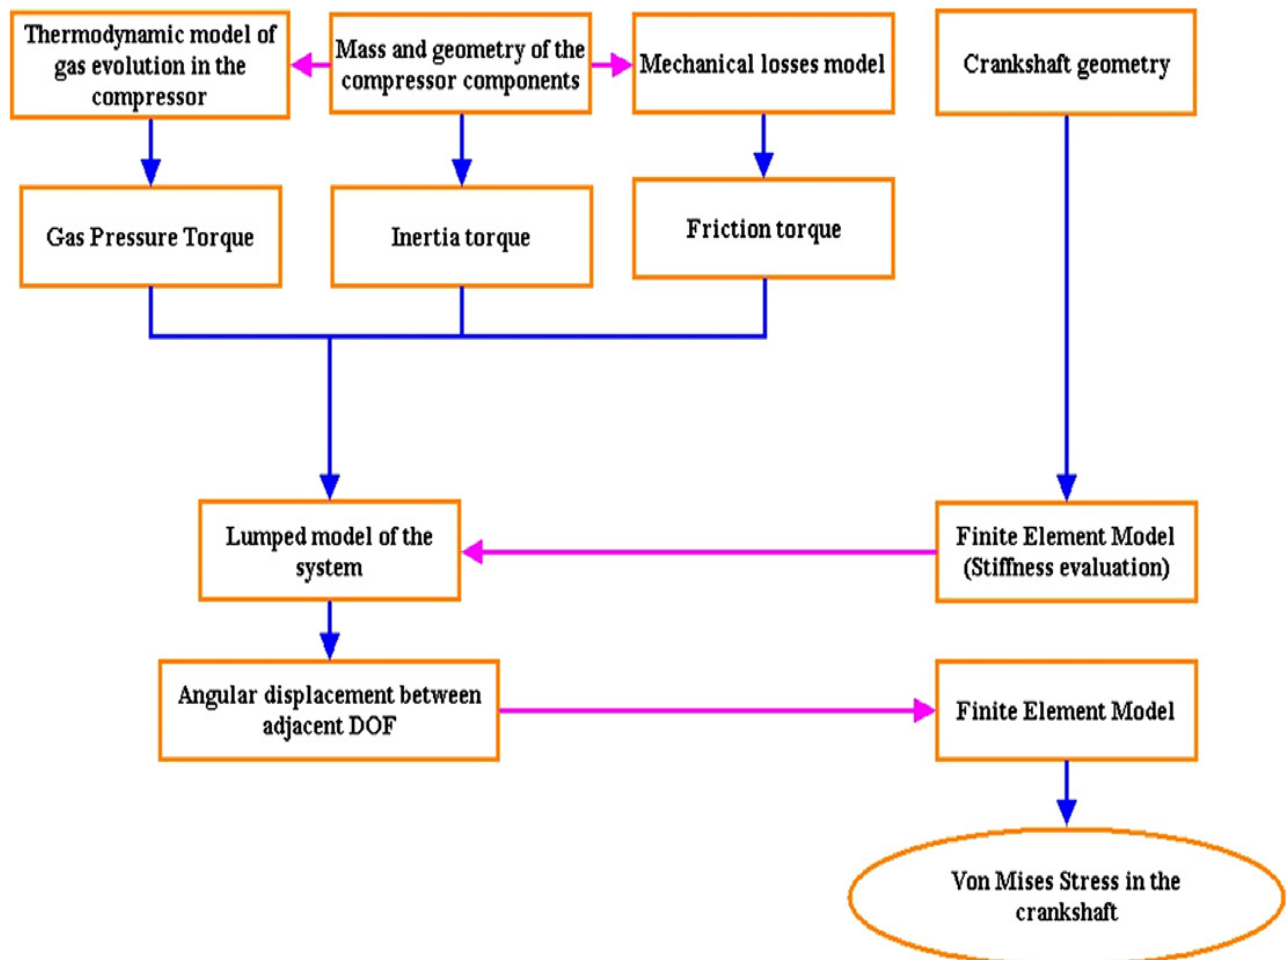 Thermodynamic model of
gas evolution in the
compressor
Mass and geometry of the
compressor components
Mechanical losses model
Crankshaft geometry
Gas Pressure Torque
Inertia torque
Friction torque
Lumped model of the
system
Finite Element Model
(Stiffness evaluation)
Angular displacement between
adjacent DOF
Finite Element Model
Von Mises Stress in the
crankshaft